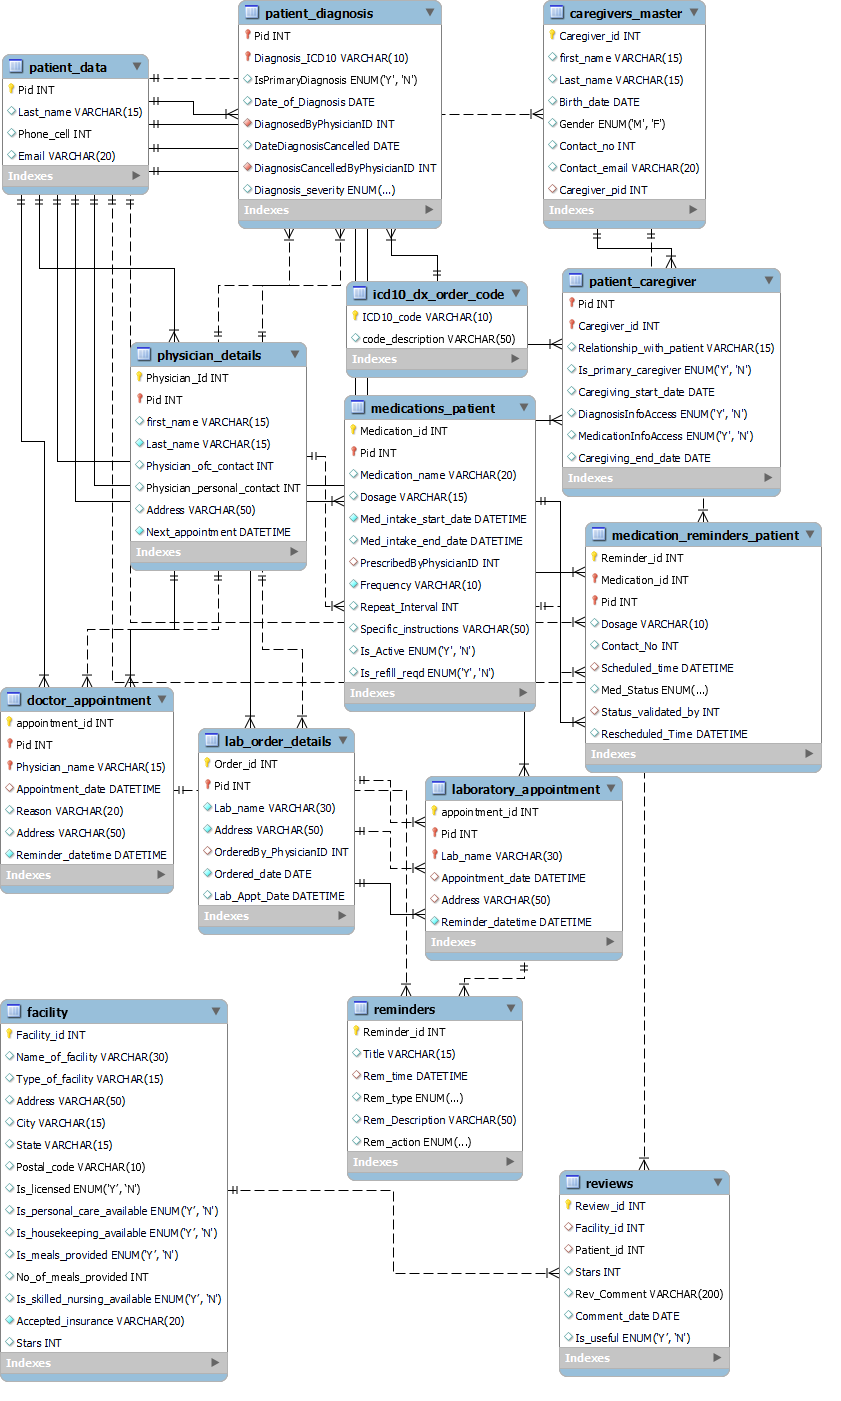 patient_diagnosis
Pid INT
Diagnosis_ICD10 VARCHAR(10)
IsPrimaryDiagnosis ENUM('Y', 'N')
Date_of_Diagnosis DATE
DiagnosedByPhysicianID INT
DateDiagnosisCancelled DATE
DiagnosisCancelledByPhysicianID INT
Diagnosis_severity ENUM(...)
Indexes
caregivers_master
Caregiver_id INT
first_name VARCHAR(15)
Last_name VARCHAR(15)
Birth_date DATE
Gender ENUM('M', 'F')
Contact_no INT
Contact_email VARCHAR(20)
Caregiver_pid INT
Indexes
patient_data
Pid INT
Last_name VARCHAR(15)
Phone_cell INT
Email VARCHAR(20)
Indexes
icd10_dx_order_code
ICD10_code VARCHAR(10)
code_description VARCHAR(50)
Indexes
patient_caregiver
Pid INT
Caregiver_id INT
Relationship_with_patient VARCHAR(15)
Is_primary_caregiver ENUM('Y', 'N')
Caregiving_start_date DATE
DiagnosisInfoAccess ENUM('Y', 'N')
MedicationInfoAccess ENUM('Y', 'N')
Caregiving_end_date DATE
Indexes
physician_details
Physician_Id INT
Pid INT
first_name VARCHAR(15)
Last_name VARCHAR(15)
Physician_ofc_contact INT
Physician_personal_contact INT
Address VARCHAR(50)
Next_appointment DATETIME
Indexes
medications_patient
Medication_id INT
Pid INT
Medication_name VARCHAR(20)
Dosage VARCHAR(15)
Med_intake_start_date DATETIME
Med_intake_end_date DATETIME
PrescribedByPhysicianID INT
Frequency VARCHAR(10)
Repeat_Interval INT
Specific_instructions VARCHAR(50)
Is_Active ENUM('Y', 'N')
Is_refill_reqd ENUM('Y', 'N')
Indexes
medication_reminders_patient
Reminder_id INT
Medication_id INT
Pid INT
Dosage VARCHAR(10)
Contact_No INT
Scheduled_time DATETIME
Med_Status ENUM(...)
Status_validated_by INT
Rescheduled_Time DATETIME
Indexes
doctor_appointment
appointment_id INT
Pid INT
Physician_name VARCHAR(15)
Appointment_date DATETIME
Reason VARCHAR(20)
Address VARCHAR(50)
Reminder_datetime DATETIME
Indexes
lab_order_details
Order_id INT
Pid INT
Lab_name VARCHAR(30)
Address VARCHAR(50)
OrderedBy_PhysicianID INT
Ordered_date DATE
Lab_Appt_Date DATETIME
Indexes
laboratory_appointment
appointment_id INT
Pid INT
Lab_name VARCHAR(30)
Appointment_date DATETIME
Address VARCHAR(50)
Reminder_datetime DATETIME
Indexes
facility
Facility_id INT
Name_of_facility VARCHAR(30)
Type_of_facility VARCHAR(15)
Address VARCHAR(50)
City VARCHAR(15)
State VARCHAR(15)
Postal_code VARCHAR(10)
Is_licensed ENUM('Y', 'N')
Is_personal_care_available ENUM('Y', 'N')
Is_housekeeping_available ENUM('Y', 'N')
Is_meals_provided ENUM('Y', 'N')
No_of_meals_provided INT
Is_skilled_nursing_available ENUM('Y', 'N')
Accepted_insurance VARCHAR(20)
Stars INT
Indexes
reminders
Reminder_id INT
Title VARCHAR(15)
Rem_time DATETIME
Rem_type ENUM(...)
Rem_Description VARCHAR(50)
Rem_action ENUM(...)
Indexes
reviews
Review_id INT
Facility_id INT
Patient_id INT
Stars INT
Rev_Comment VARCHAR(200)
Comment_date DATE
Is_useful ENUM('Y', 'N')
Indexes